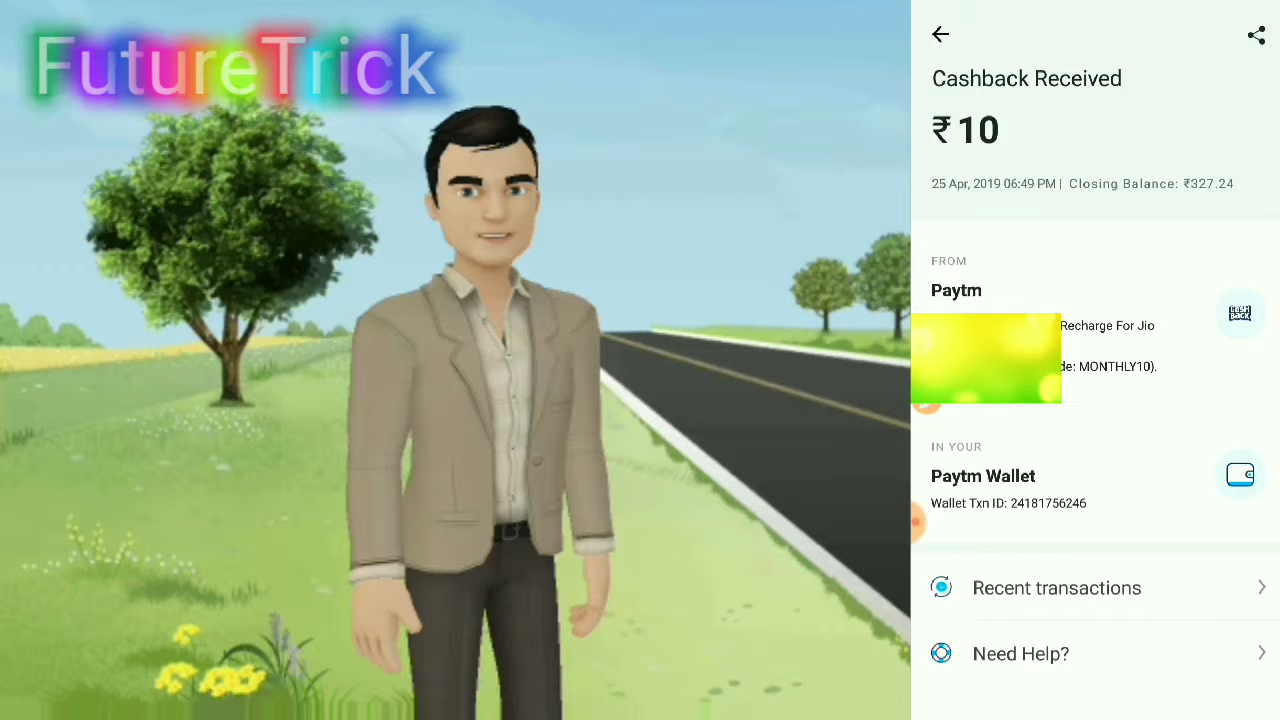 FutureTrick
Cashback Received
₹10
25 Apr, 2019 06:49 PM | Closing Balance: ₹327.24
FROM
Paytm
Recharge For Jio
de: MONTHLY10).
IN YOUR
Paytm Wallet
Wallet Txn ID: 24181756246
Recent transactions
Need Help?